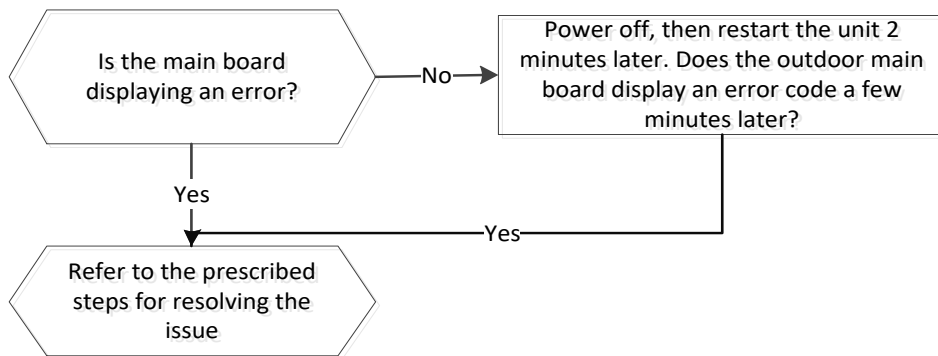 Is the main board
displaying an error?
No
Power off, then restart the unit 2
minutes later. Does the outdoor main
board display an error code a few
minutes later?
Yes
Yes
Refer to the prescribed
steps for resolving the
issue